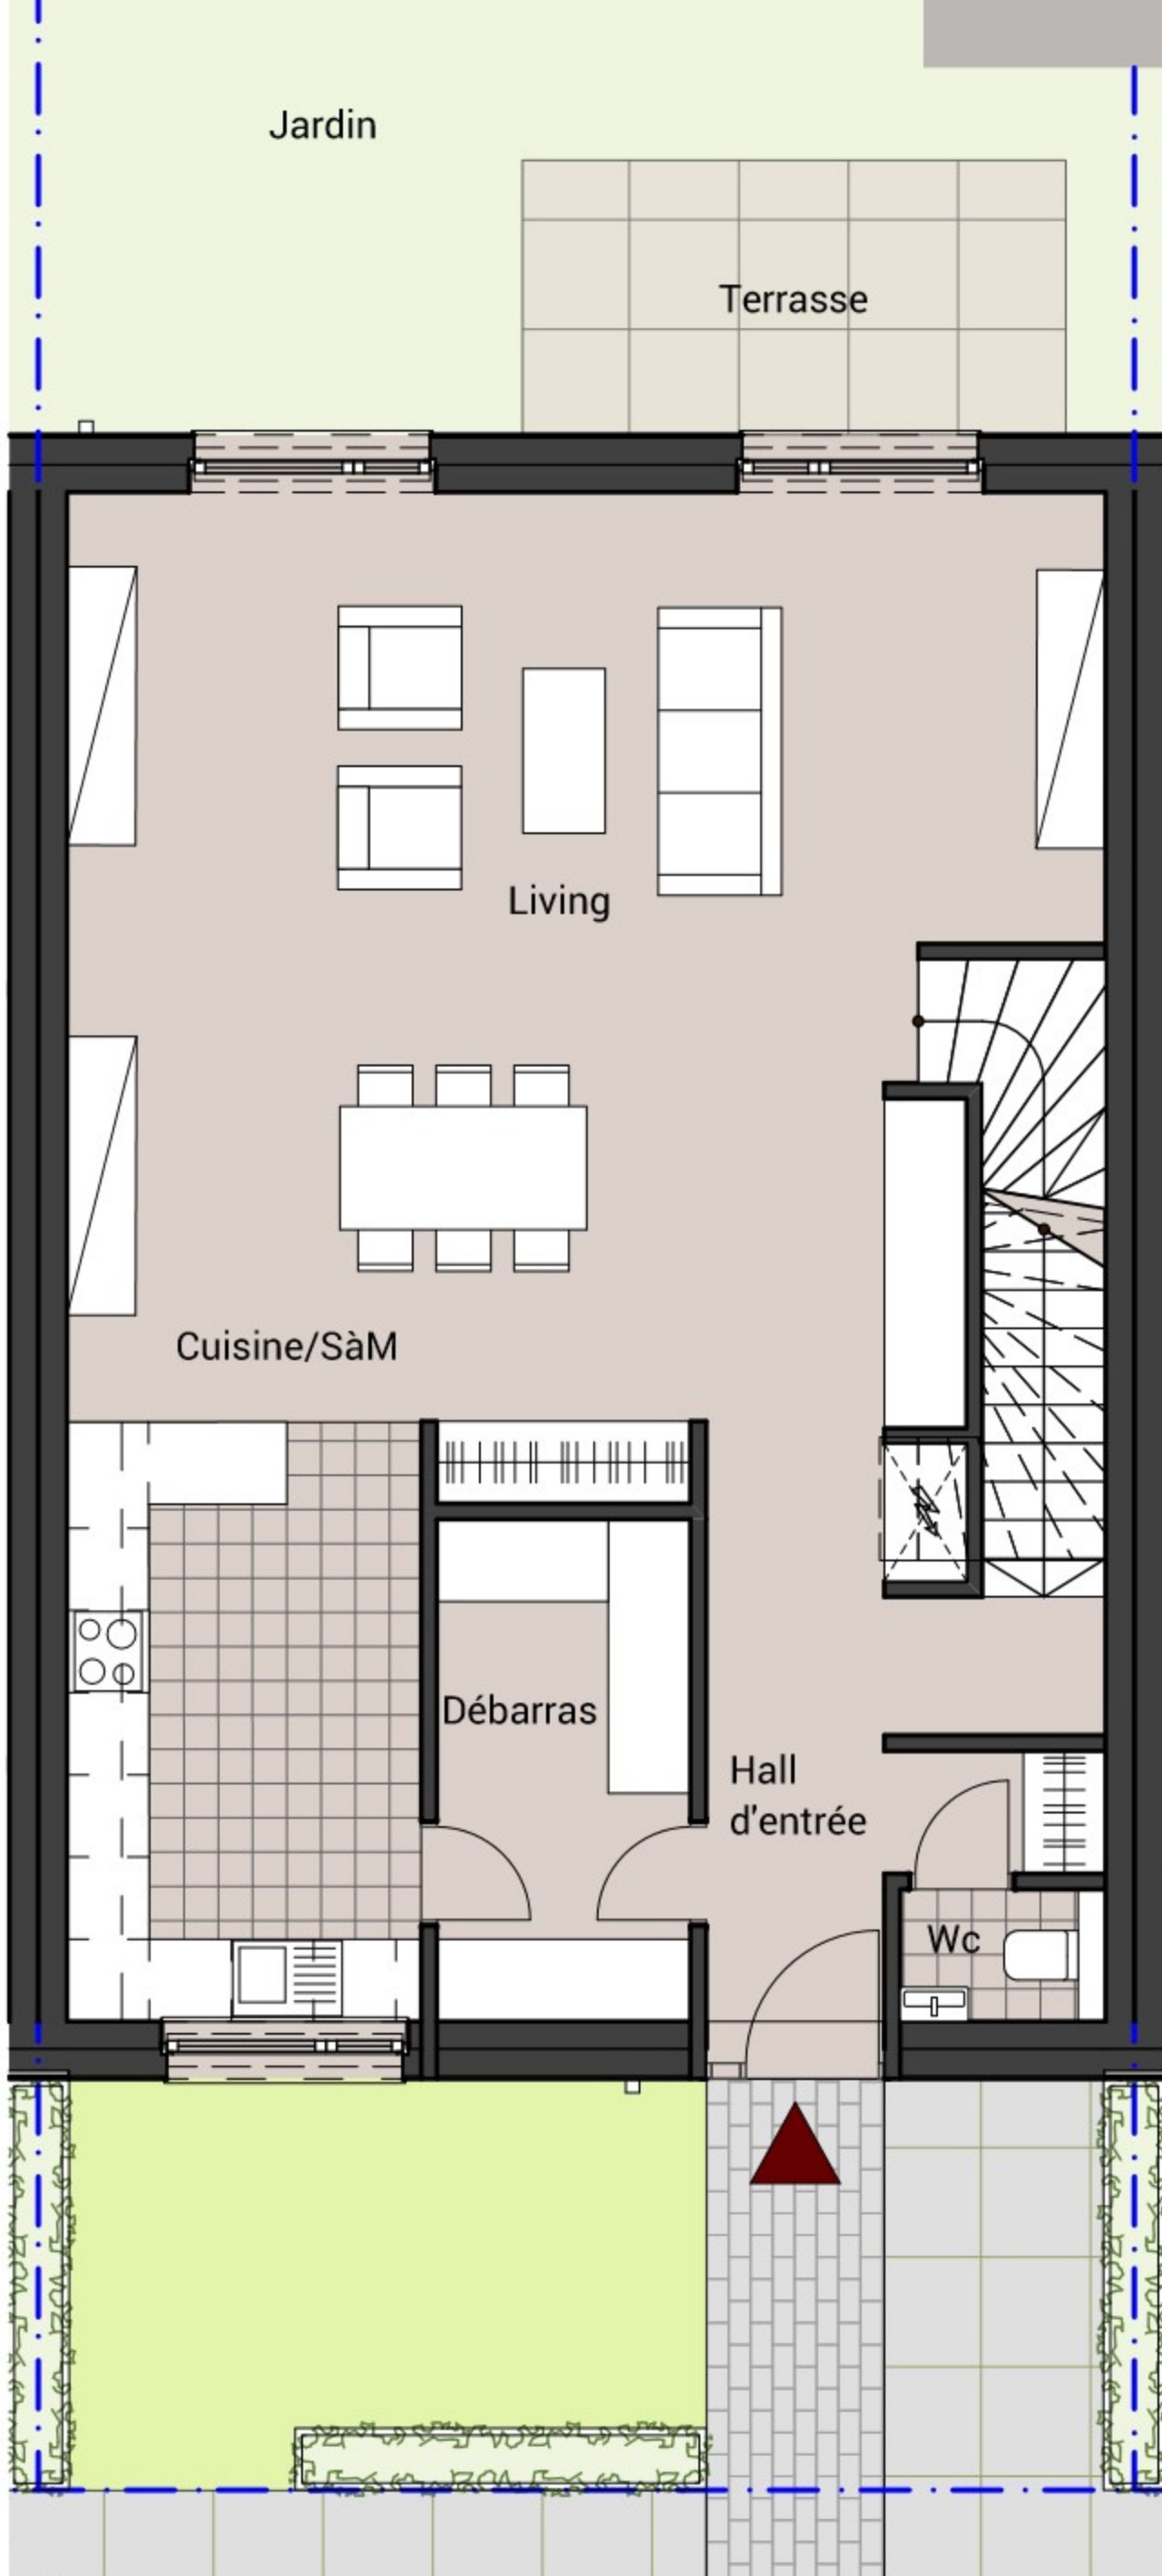 Jardin
Terrasse
Living
Cuisine/SàM
Débarras
Hall
d'entrée
Wc